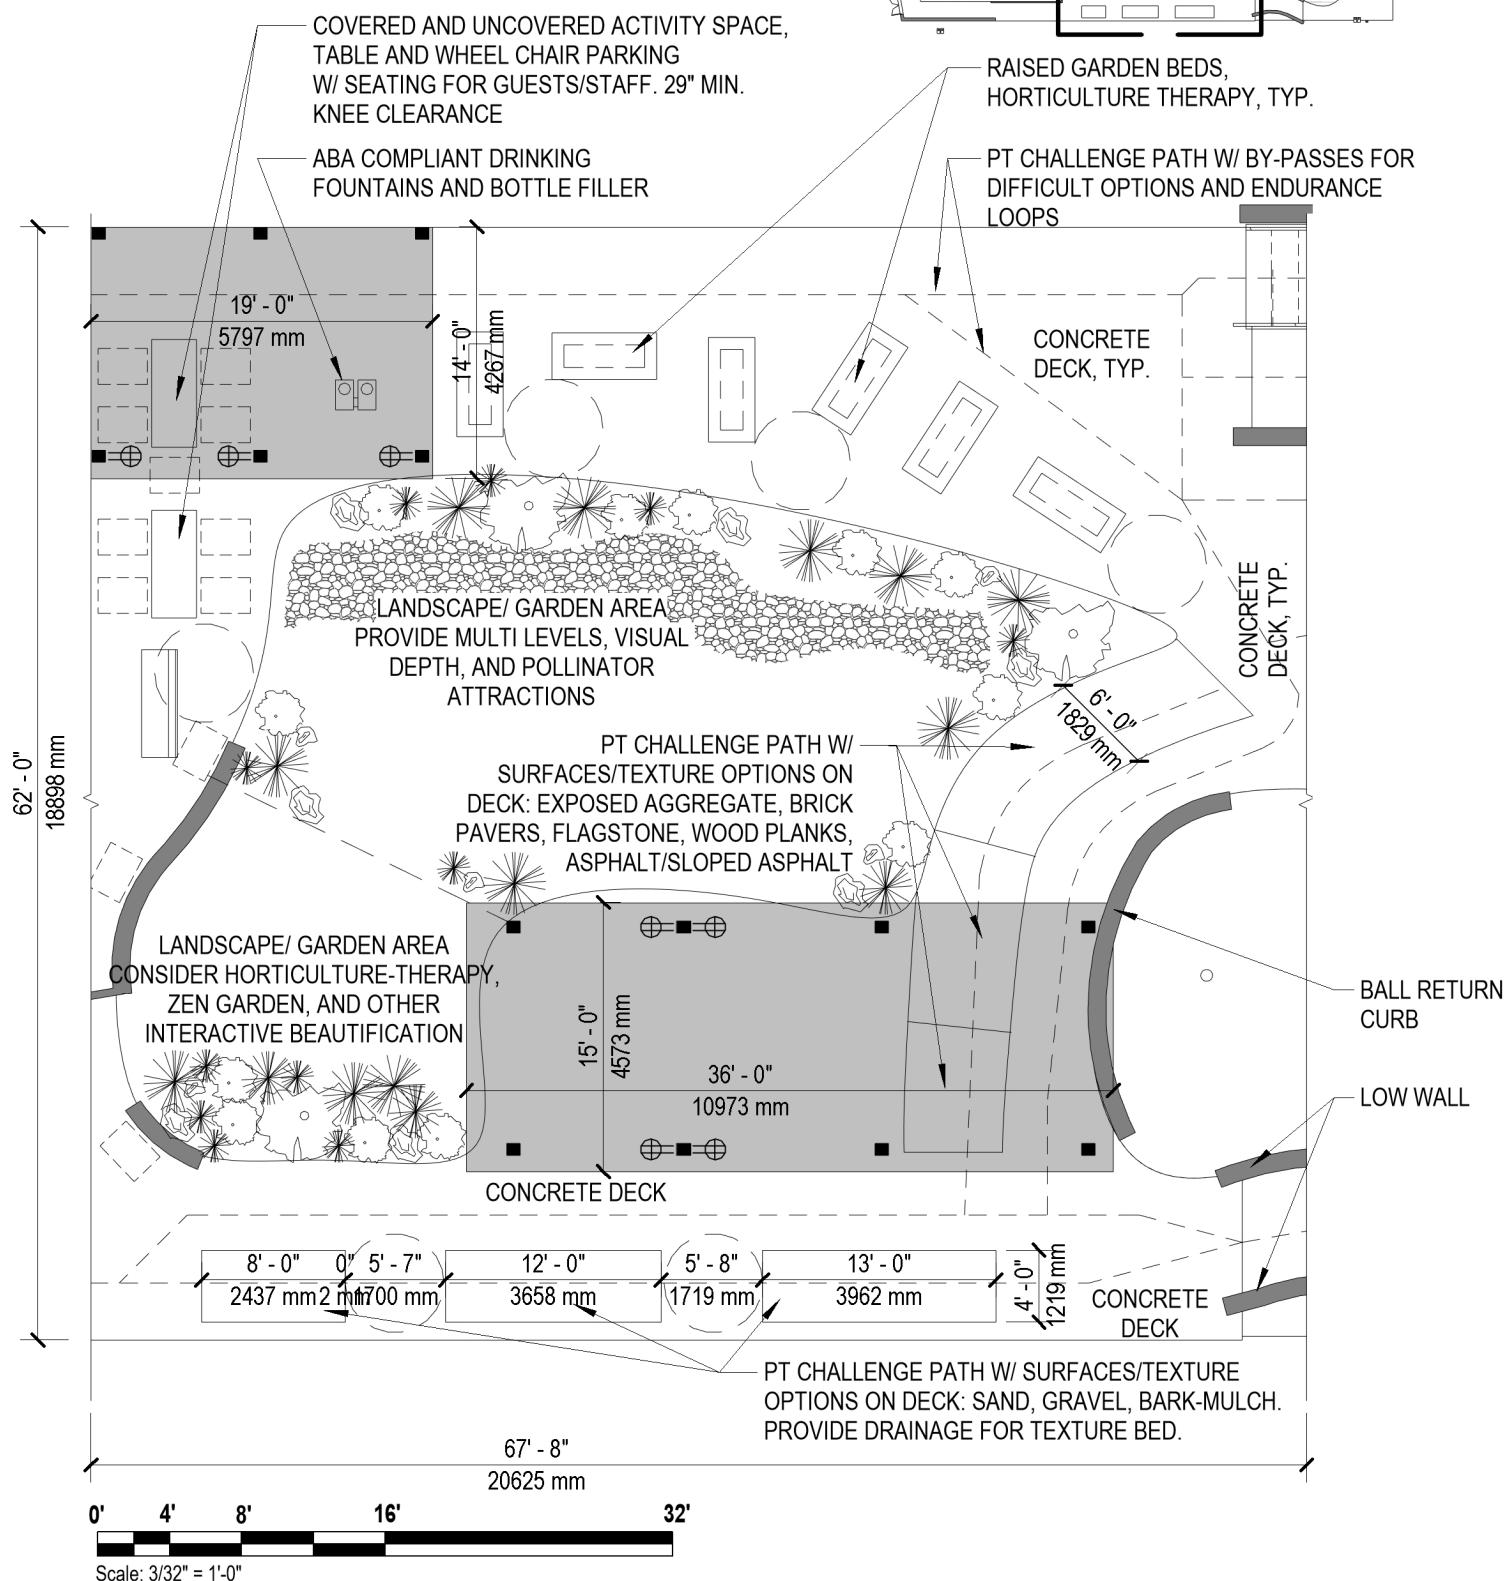 COVERED AND UNCOVERED ACTIVITY SPACE,
TABLE AND WHEEL CHAIR PARKING
W/ SEATING FOR GUESTS/STAFF. 29" MIN.
KNEE CLEARANCE
RAISED GARDEN BEDS,
HORTICULTURE THERAPY, TYP.
ABA COMPLIANT DRINKING
FOUNTAINS AND BOTTLE FILLER
PT CHALLENGE PATH W/ BY-PASSES FOR
DIFFICULT OPTIONS AND ENDURANCE
LOOPS
19' - 0"
5797 mm
14' - 0"
4267 mm
CONCRETE
DECK, TYP.
CONCRETE
DECK, TYP.
LANDSCAPE/ GARDEN AREA
PROVIDE MULTI LEVELS, VISUAL
DEPTH, AND POLLINATOR
ATTRACTIONS
6' - 0"
1829 mm
62' - 0"
18898 mm
PT CHALLENGE PATH W/
SURFACES/TEXTURE OPTIONS ON
DECK: EXPOSED AGGREGATE, BRICK
PAVERS, FLAGSTONE, WOOD PLANKS,
ASPHALT/SLOPED ASPHALT
LANDSCAPE/ GARDEN AREA
CONSIDER HORTICULTURE-THERAPY,
ZEN GARDEN, AND OTHER
INTERACTIVE BEAUTIFICATION
15' - 0"
4573 mm
36' - 0"
10973 mm
BALL RETURN
CURB
LOW WALL
CONCRETE DECK
8' - 0"
2437 mm
0"
2 mm
5' - 7"
1700 mm
12' - 0"
3658 mm
5' - 8"
1719 mm
13' - 0"
3962 mm
4' - 0"
1219 mm
CONCRETE
DECK
PT CHALLENGE PATH W/ SURFACES/TEXTURE
OPTIONS ON DECK: SAND, GRAVEL, BARK-MULCH.
PROVIDE DRAINAGE FOR TEXTURE BED.
67' - 8"
20625 mm
0' 4' 8' 16' 32'
Scale: 3/32" = 1'-0"